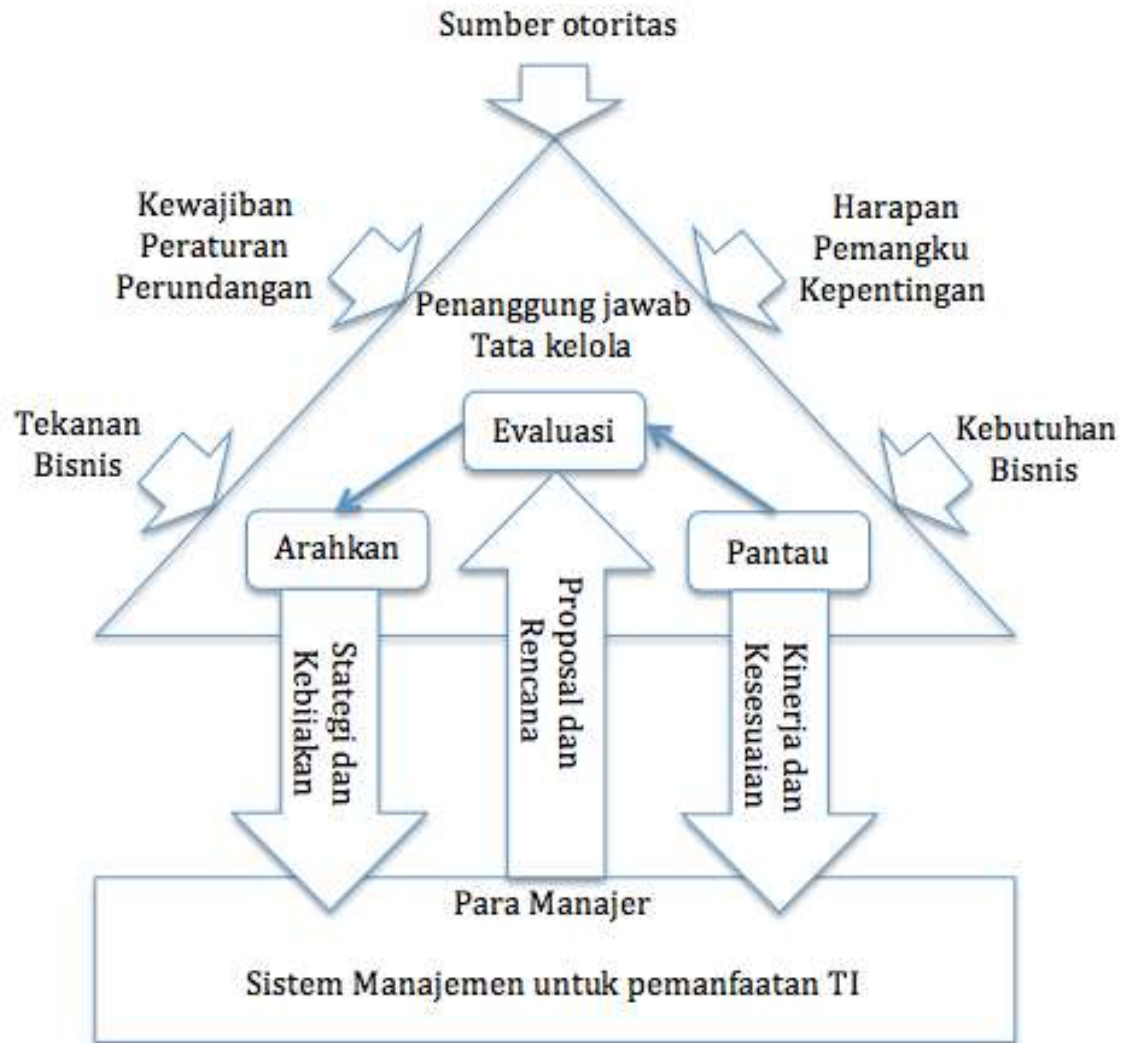 Sumber otoritas
Kewajiban
Peraturan
Perundangan
Harapan
Pemangku
Kepentingan
Penanggung jawab
Tata kelola
Tekanan
Bisnis
Evaluasi
Kebutuhan
Bisnis
Arahkan
Pantau
Stategi dan
Kebijakan
Proposal dan
Rencana
Kinerja dan
Kesesuaian
Para Manajer
Sistem Manajemen untuk pemanfaatan TI